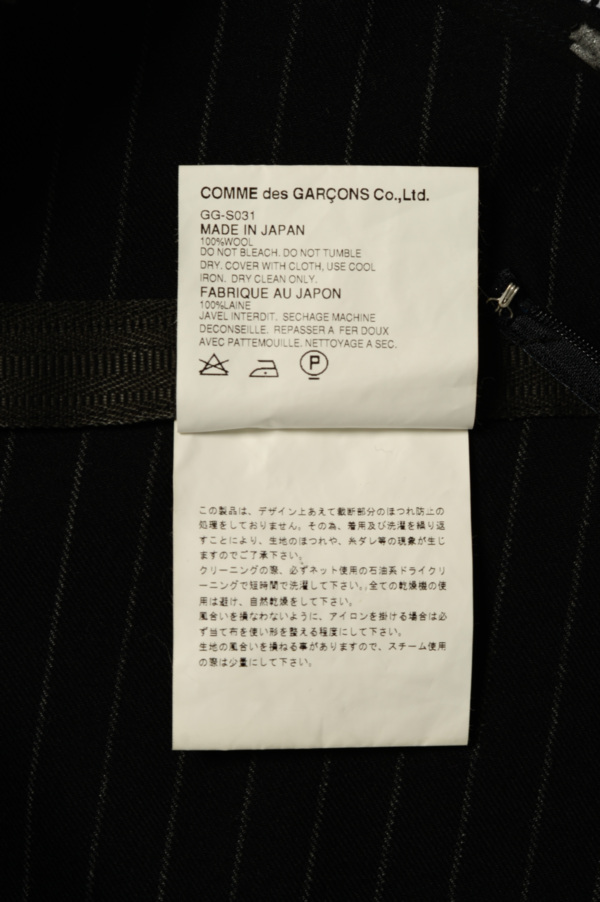 COMME des GARÇONS Co.,Ltd.
GG-S031
MADE IN JAPAN
100%WOOL
DO NOT BLEACH. DO NOT TUMBLE
DRY. COVER WITH CLOTH, USE COOL
IRON. DRY CLEAN ONLY.
FABRIQUE AU JAPON
100%LAINE
JAVEL INTERDIT. SECHAGE MACHINE
DECONSEILLE. REPASSER A FER DOUX
AVEC PATTEMOUILLE. NETTOYAGE A SEC.
P
この製品は、デザイン上あえて裁断部分のほつれ防止の
処理をしておりません。その為、着用及び洗濯を繰り返
すことにより、生地のほつれや、糸ダレ等の現象が生じ
ますのでご了承下さい。
クリーニングの際、必ずネット使用の石油系ドライクリ
ーニングで短時間で洗濯して下さい。全ての乾燥機の使
用は避け、自然乾燥をして下さい。
風合いを損なわないように、アイロンを掛ける場合は必
ず当て布を使い形を整える程度にして下さい。
生地の風合いを損ねる事がありますので、スチーム使用
の際は少量にして下さい。